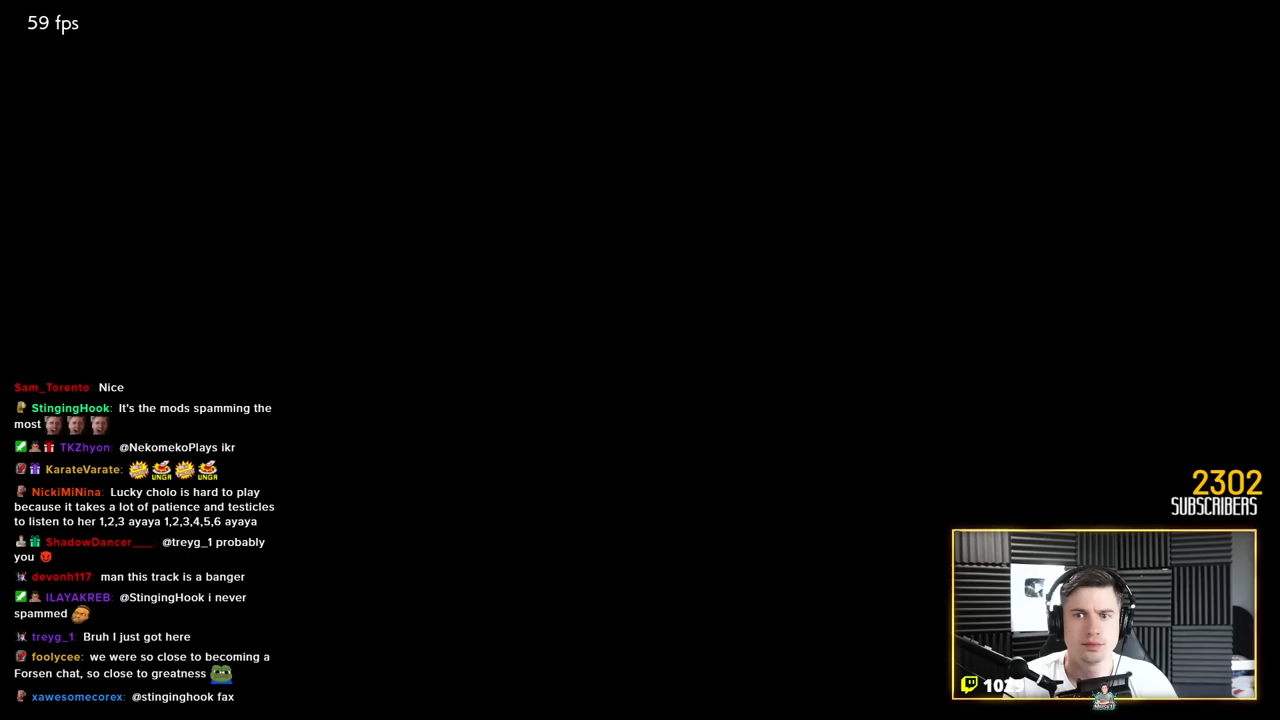 59 fps
Sam_Torento: Nice
StingingHook: It's the mods spamming the
most
TKZhyon: @NekomekoPlays ikr
KarateVarate:
UNGA UNGA
NickiMiNina: Lucky cholo is hard to play
because it takes a lot of patience and testicles
to listen to her 1,2,3 ayaya 1,2,3,4,5,6 ayaya
ShadowDancer___: @treyg_1 probably
you
devonh117: man this track is a banger
ILAYAKREB: @StingingHook i never
spammed
treyg_1: Bruh I just got here
foolycee: we were so close to becoming a
Forsen chat, so close to greatness
xawesomecorex: @stinginghook fax
2302
SUBSCRIBERS